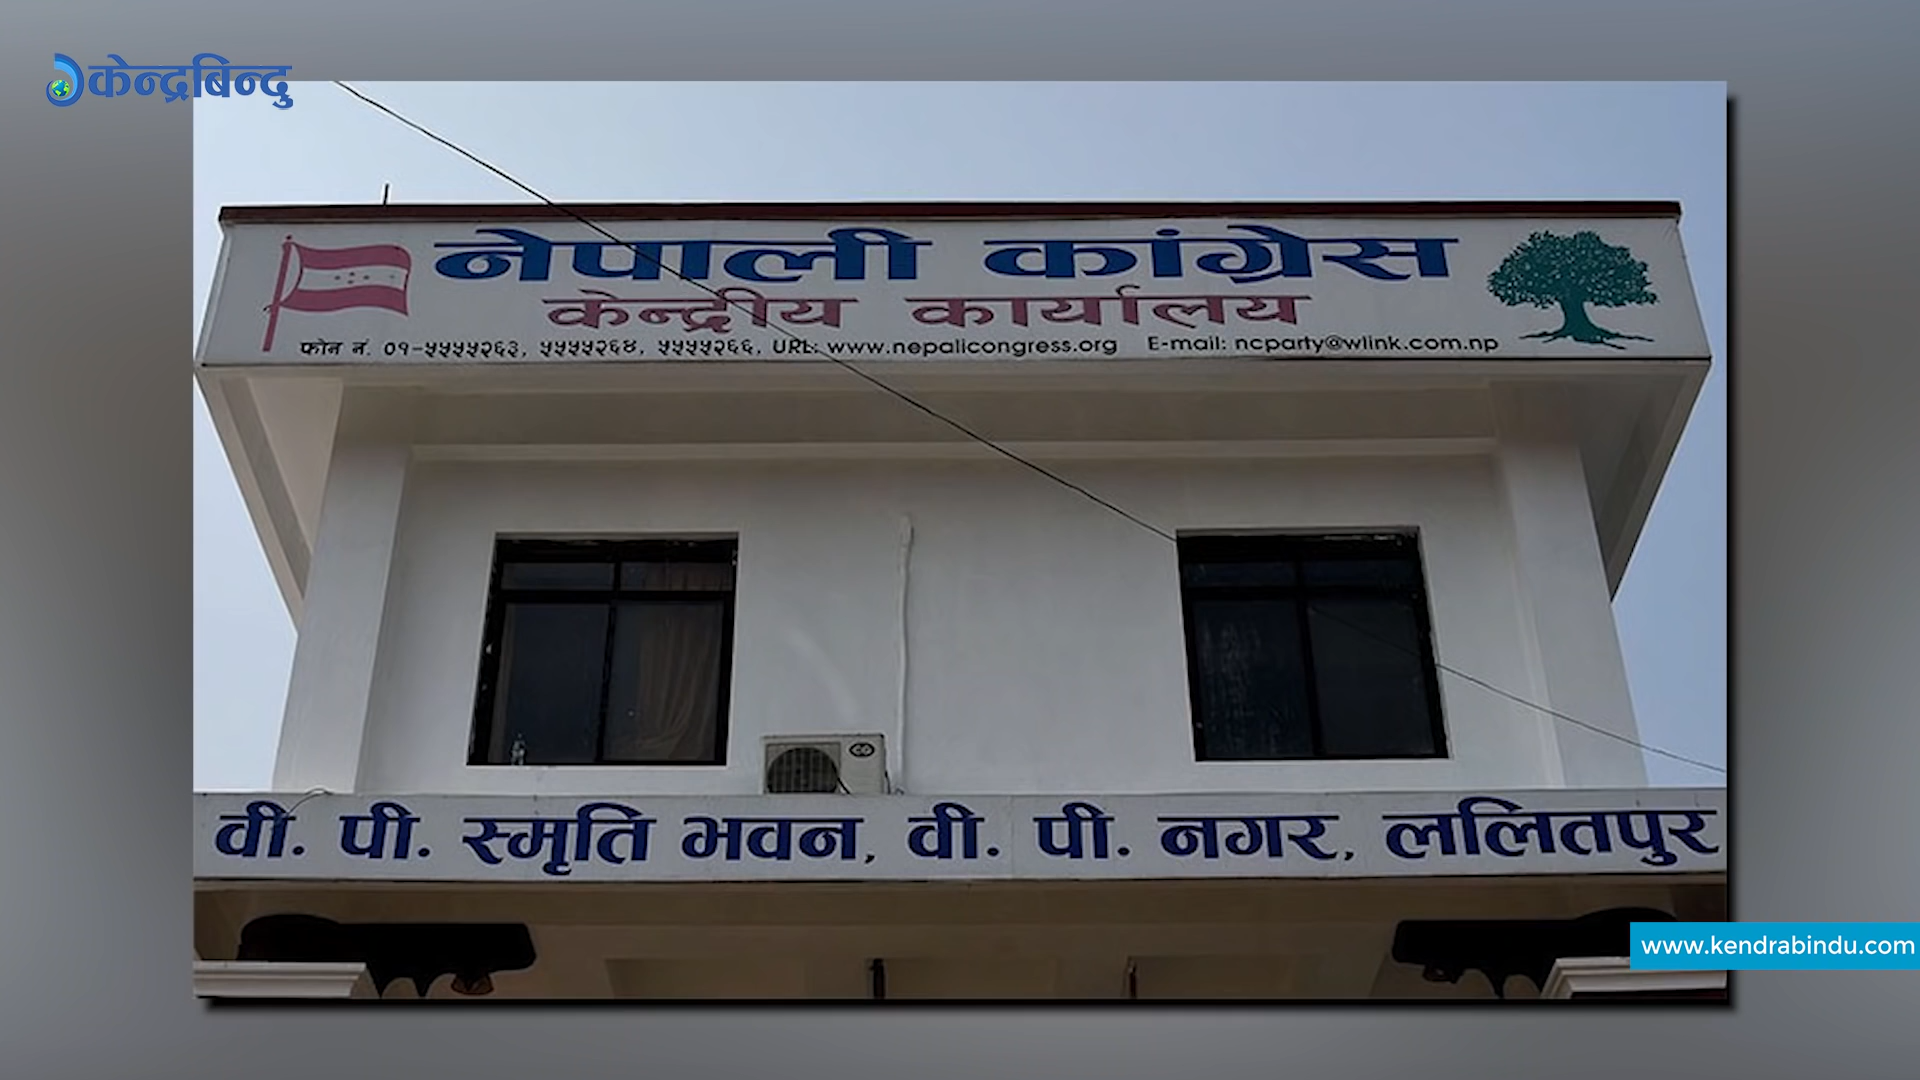 केन्द्रबिन्दु
नेपाली कांग्रेस
केन्द्रीय कार्यालय
फोन नं. ०१-५५५५२६३, ५५५५२६४, ५५५५२६६, URL: www.nepalicongress.org E-mail: ncparty@wlink.com.np
CG
वी. पी. स्मृति भवन, वी. पी. नगर, ललितपुर
www.kendrabindu.com